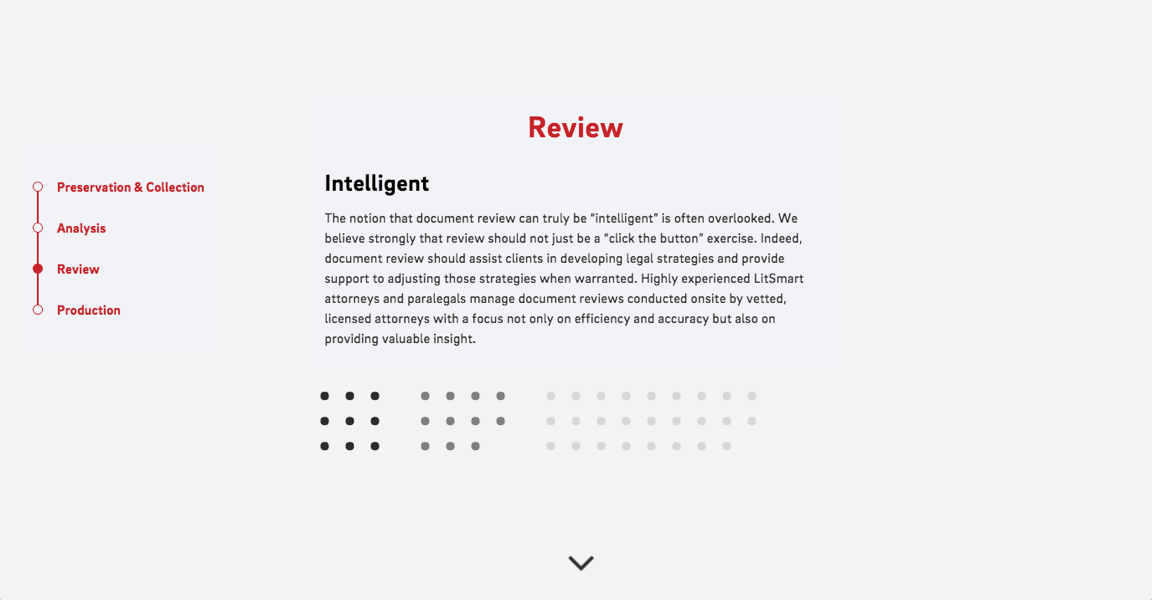 Review
Preservation & Collection
Analysis
Review
Production
Intelligent
The notion that document review can truly be “intelligent” is often overlooked. We
believe strongly that review should not just be a “click the button” exercise. Indeed,
document review should assist clients in developing legal strategies and provide
support to adjusting those strategies when warranted. Highly experienced LitSmart
attorneys and paralegals manage document reviews conducted onsite by vetted,
licensed attorneys with a focus not only on efficiency and accuracy but also on
providing valuable insight.